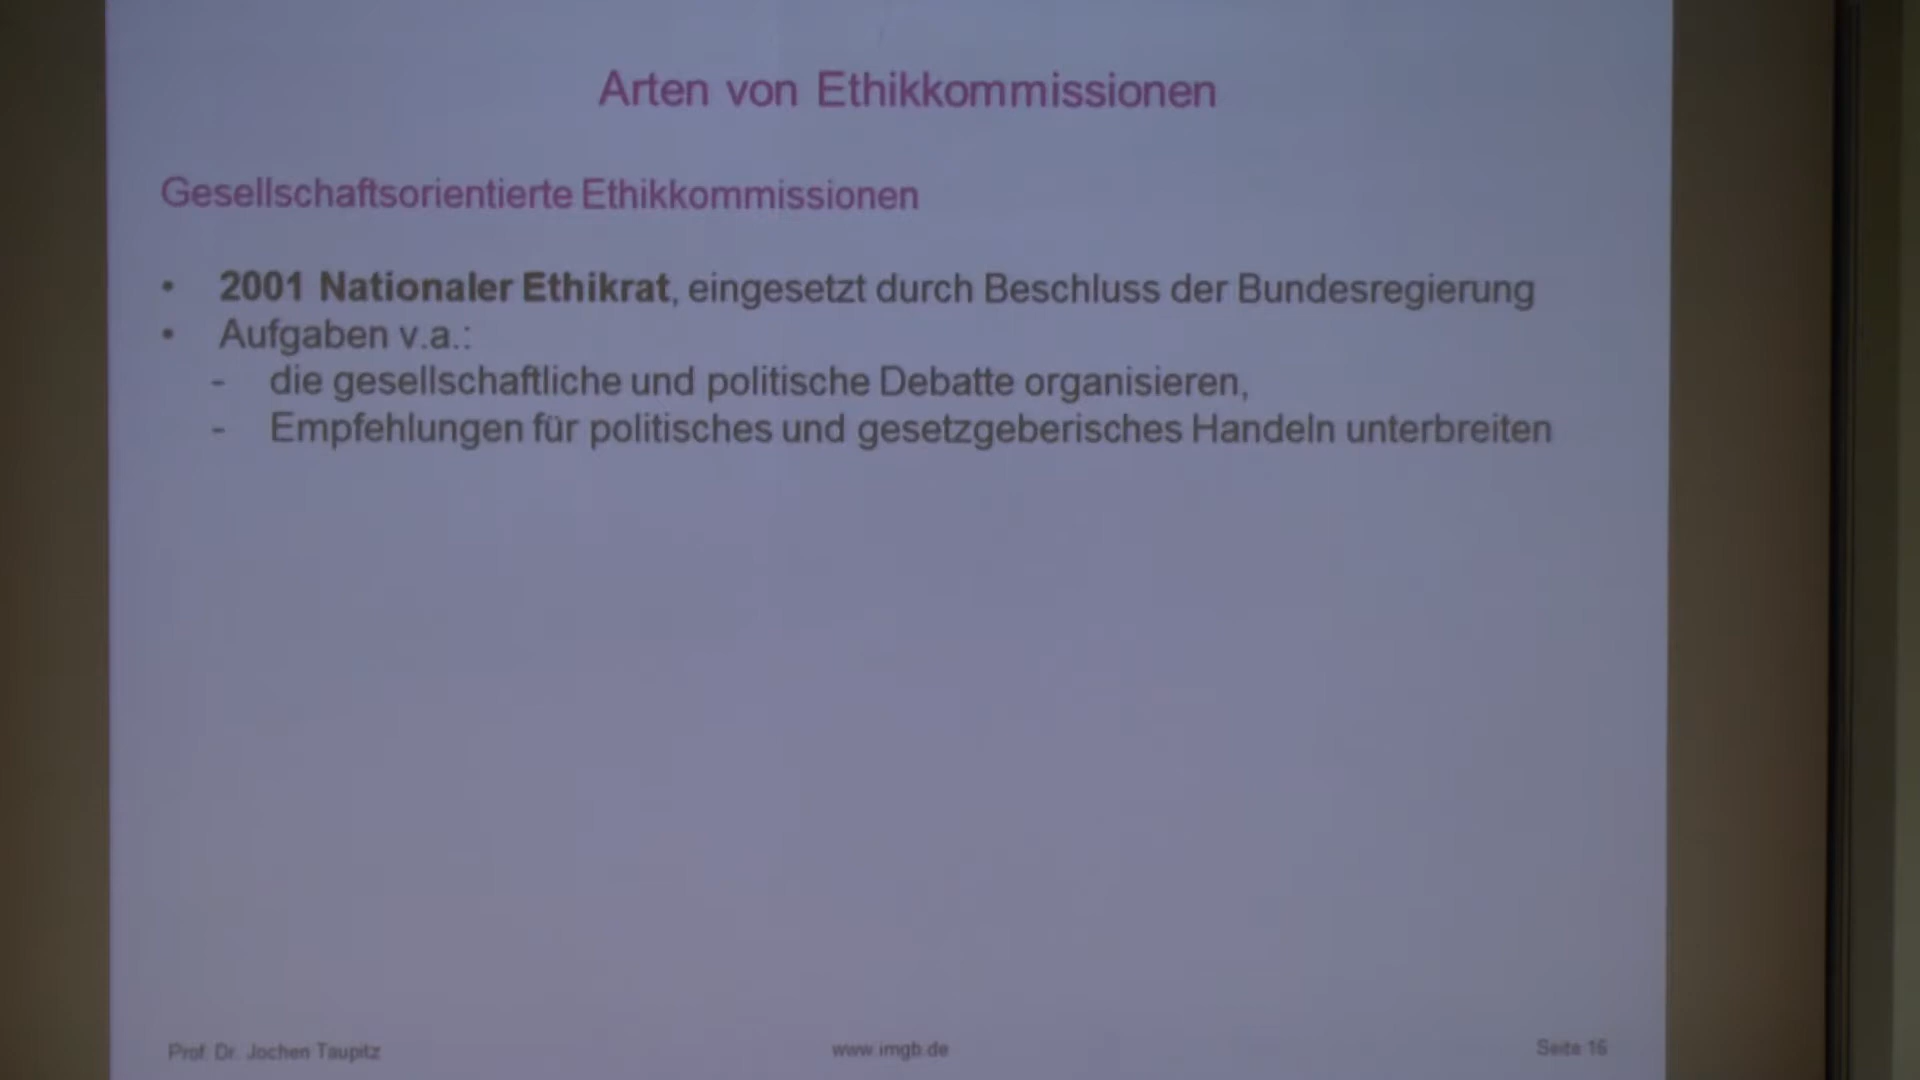 Arten von Ethikkommissionen
Gesellschaftsorientierte Ethikkommissionen
• 2001 Nationaler Ethikrat, eingesetzt durch Beschluss der Bundesregierung
• Aufgaben v.a.:
- die gesellschaftliche und politische Debatte organisieren,
- Empfehlungen für politisches und gesetzgeberisches Handeln unterbreiten
Prof. Dr. Jochen Taupitz www.imgb.de Seite 16